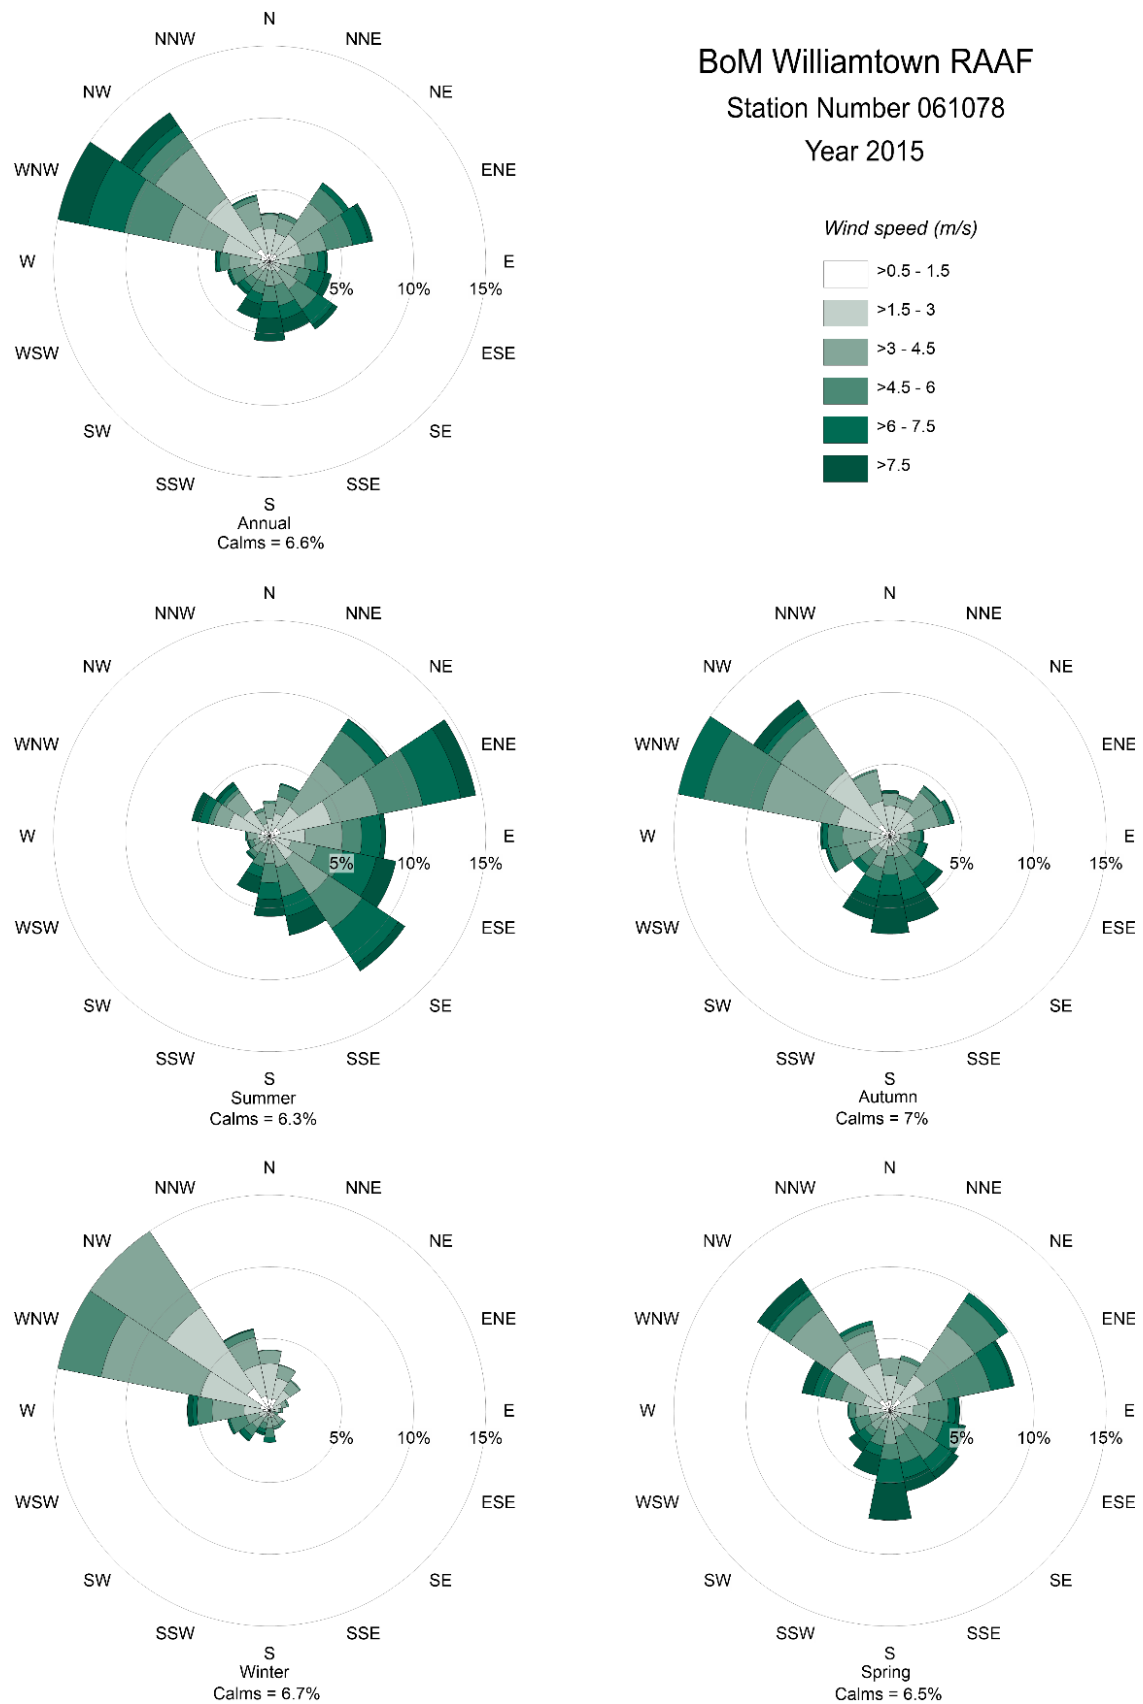 BoM Williamtown RAAF
Station Number 061078
Year 2015
Wind speed (m/s)
>0.5 - 1.5
>1.5 - 3
>3 - 4.5
>4.5 - 6
>6 - 7.5
>7.5
N
NNW
NNE
NW
NE
WNW
ENE
W
E
5%
10%
15%
WSW
ESE
SW
SE
SSW
SSE
S
Annual
Calms = 6.6%
N
NNW
NNE
NW
NE
WNW
ENE
W
E
5%
10%
15%
WSW
ESE
SW
SE
SSW
SSE
S
Summer
Calms = 6.3%
N
NNW
NNE
NW
NE
WNW
ENE
W
E
5%
10%
15%
WSW
ESE
SW
SE
SSW
SSE
S
Autumn
Calms = 7%
N
NNW
NNE
NW
NE
WNW
ENE
W
E
5%
10%
15%
WSW
ESE
SW
SE
SSW
SSE
S
Winter
Calms = 6.7%
N
NNW
NNE
NW
NE
WNW
ENE
W
E
5%
10%
15%
WSW
ESE
SW
SE
SSW
SSE
S
Spring
Calms = 6.5%